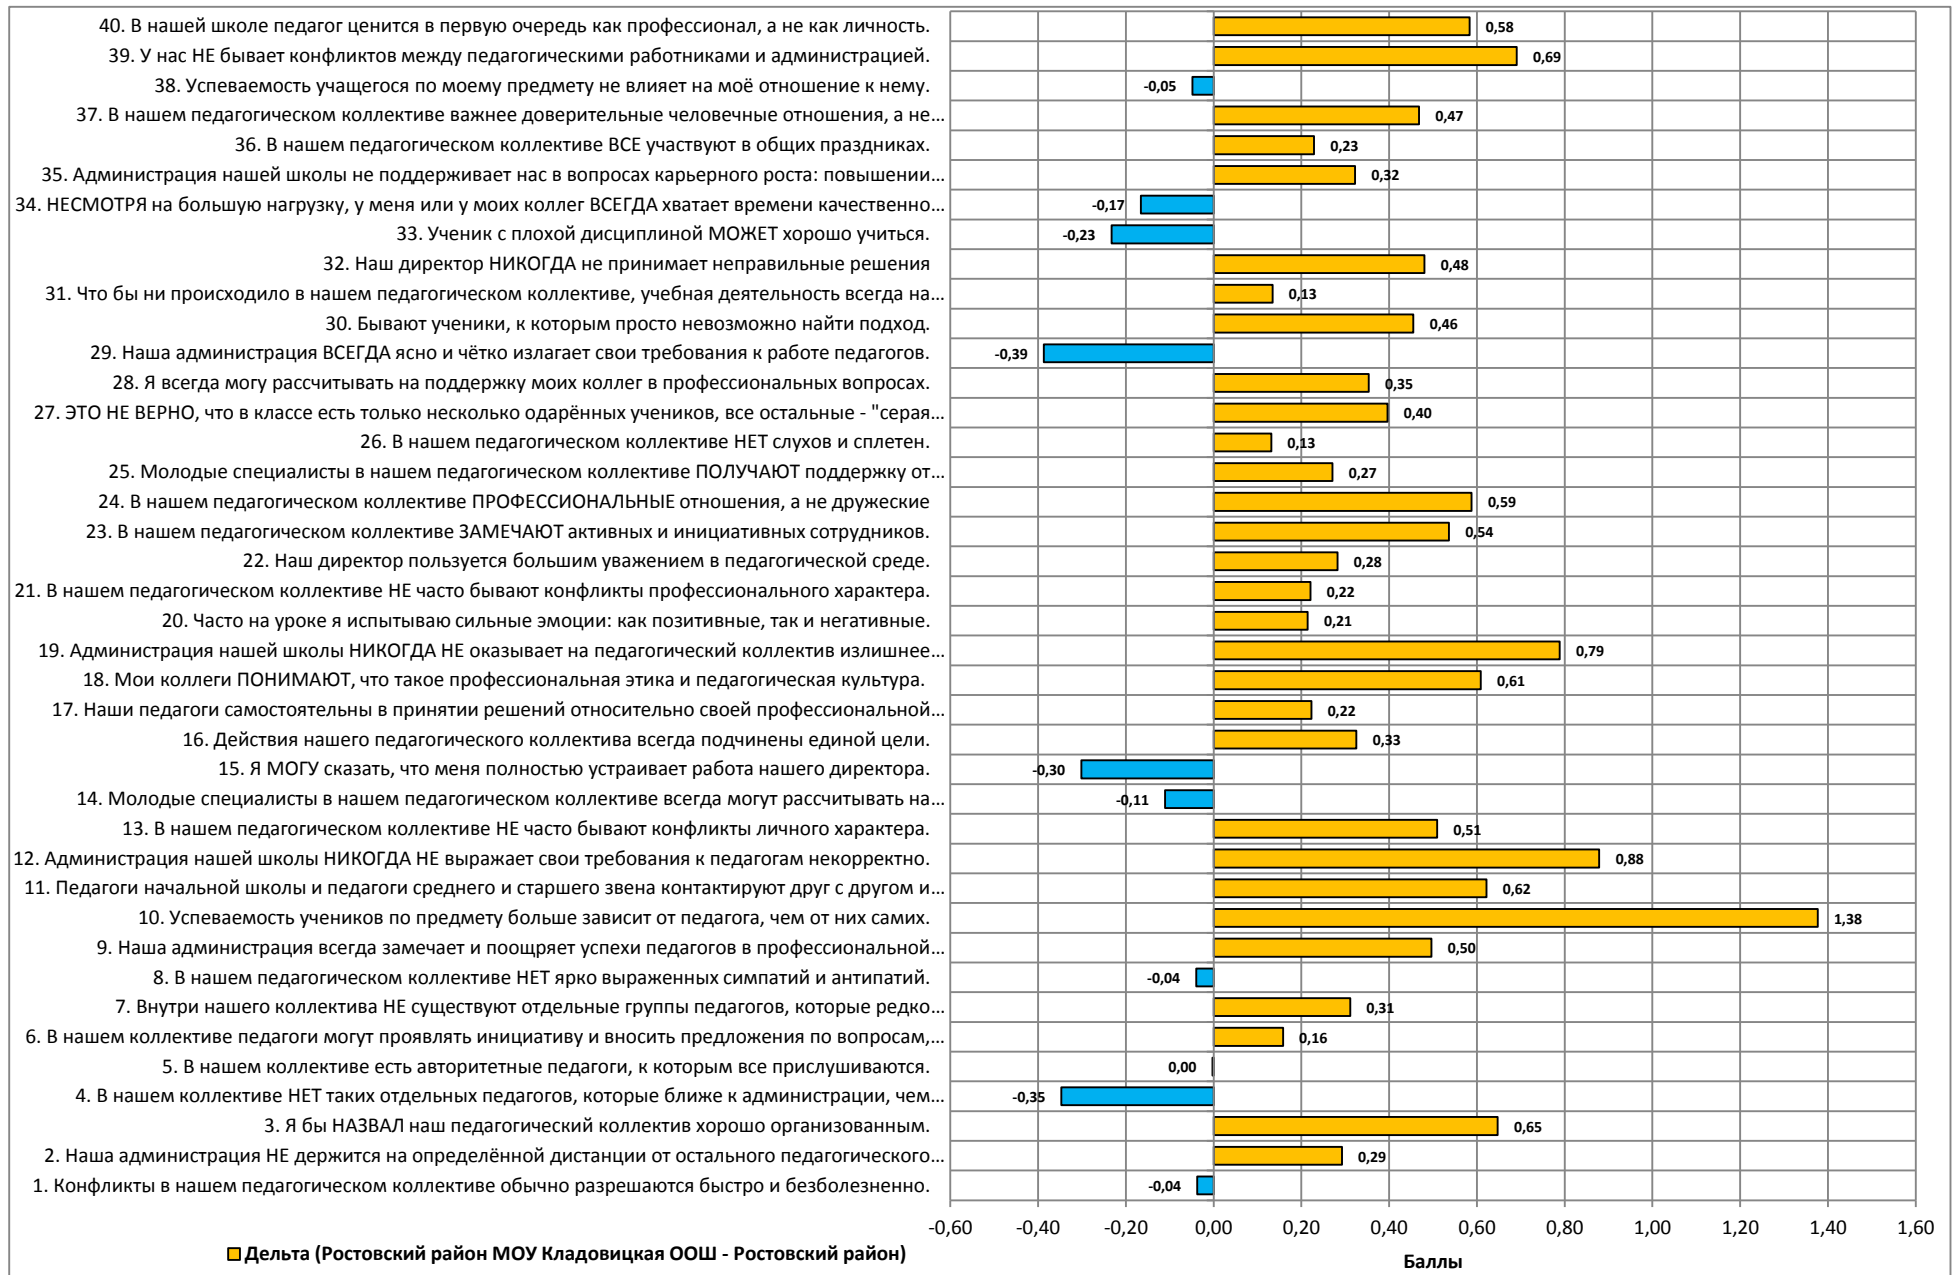 40. В нашей школе педагог ценится в первую очередь как профессионал, а не как личность. 0,58
39. У нас НЕ бывает конфликтов между педагогическими работниками и администрацией. 0,69
38. Успеваемость учащегося по моему предмету не влияет на моё отношение к нему. -0,05
37. В нашем педагогическом коллективе важнее доверительные человечные отношения, а не... 0,47
36. В нашем педагогическом коллективе ВСЕ участвуют в общих праздниках. 0,23
35. Администрация нашей школы не поддерживает нас в вопросах карьерного роста: повышении... 0,32
34. НЕСМОТРЯ на большую нагрузку, у меня или у моих коллег ВСЕГДА хватает времени качественно... -0,17
33. Ученик с плохой дисциплиной МОЖЕТ хорошо учиться. -0,23
32. Наш директор НИКОГДА не принимает неправильные решения 0,48
31. Что бы ни происходило в нашем педагогическом коллективе, учебная деятельность всегда на... 0,13
30. Бывают ученики, к которым просто невозможно найти подход. 0,46
29. Наша администрация ВСЕГДА ясно и чётко излагает свои требования к работе педагогов. -0,39
28. Я всегда могу рассчитывать на поддержку моих коллег в профессиональных вопросах. 0,35
27. ЭТО НЕ ВЕРНО, что в классе есть только несколько одарённых учеников, все остальные - "серая... 0,40
26. В нашем педагогическом коллективе НЕТ слухов и сплетен. 0,13
25. Молодые специалисты в нашем педагогическом коллективе ПОЛУЧАЮТ поддержку от... 0,27
24. В нашем педагогическом коллективе ПРОФЕССИОНАЛЬНЫЕ отношения, а не дружеские 0,59
23. В нашем педагогическом коллективе ЗАМЕЧАЮТ активных и инициативных сотрудников. 0,54
22. Наш директор пользуется большим уважением в педагогической среде. 0,28
21. В нашем педагогическом коллективе НЕ часто бывают конфликты профессионального характера. 0,22
20. Часто на уроке я испытываю сильные эмоции: как позитивные, так и негативные. 0,21
19. Администрация нашей школы НИКОГДА НЕ оказывает на педагогический коллектив излишнее... 0,79
18. Мои коллеги ПОНИМАЮТ, что такое профессиональная этика и педагогическая культура. 0,61
17. Наши педагоги самостоятельны в принятии решений относительно своей профессиональной... 0,22
16. Действия нашего педагогического коллектива всегда подчинены единой цели. 0,33
15. Я МОГУ сказать, что меня полностью устраивает работа нашего директора. -0,30
14. Молодые специалисты в нашем педагогическом коллективе всегда могут рассчитывать на... -0,11
13. В нашем педагогическом коллективе НЕ часто бывают конфликты личного характера. 0,51
12. Администрация нашей школы НИКОГДА НЕ выражает свои требования к педагогам некорректно. 0,88
11. Педагоги начальной школы и педагоги среднего и старшего звена контактируют друг с другом и... 0,62
10. Успеваемость учеников по предмету больше зависит от педагога, чем от них самих. 1,38
9. Наша администрация всегда замечает и поощряет успехи педагогов в профессиональной... 0,50
8. В нашем педагогическом коллективе НЕТ ярко выраженных симпатий и антипатий. -0,04
7. Внутри нашего коллектива НЕ существуют отдельные группы педагогов, которые редко... 0,31
6. В нашем коллективе педагоги могут проявлять инициативу и вносить предложения по вопросам,... 0,16
5. В нашем коллективе есть авторитетные педагоги, к которым все прислушиваются. 0,00
4. В нашем коллективе НЕТ таких отдельных педагогов, которые ближе к администрации, чем... -0,35
3. Я бы НАЗВАЛ наш педагогический коллектив хорошо организованным. 0,65
2. Наша администрация НЕ держится на определённой дистанции от остального педагогического... 0,29
1. Конфликты в нашем педагогическом коллективе обычно разрешаются быстро и безболезненно. -0,04
-0,60 -0,40 -0,20 0,00 0,20 0,40 0,60 0,80 1,00 1,20 1,40 1,60
Дельта (Ростовский район МОУ Кладовицкая ООШ - Ростовский район)
Баллы